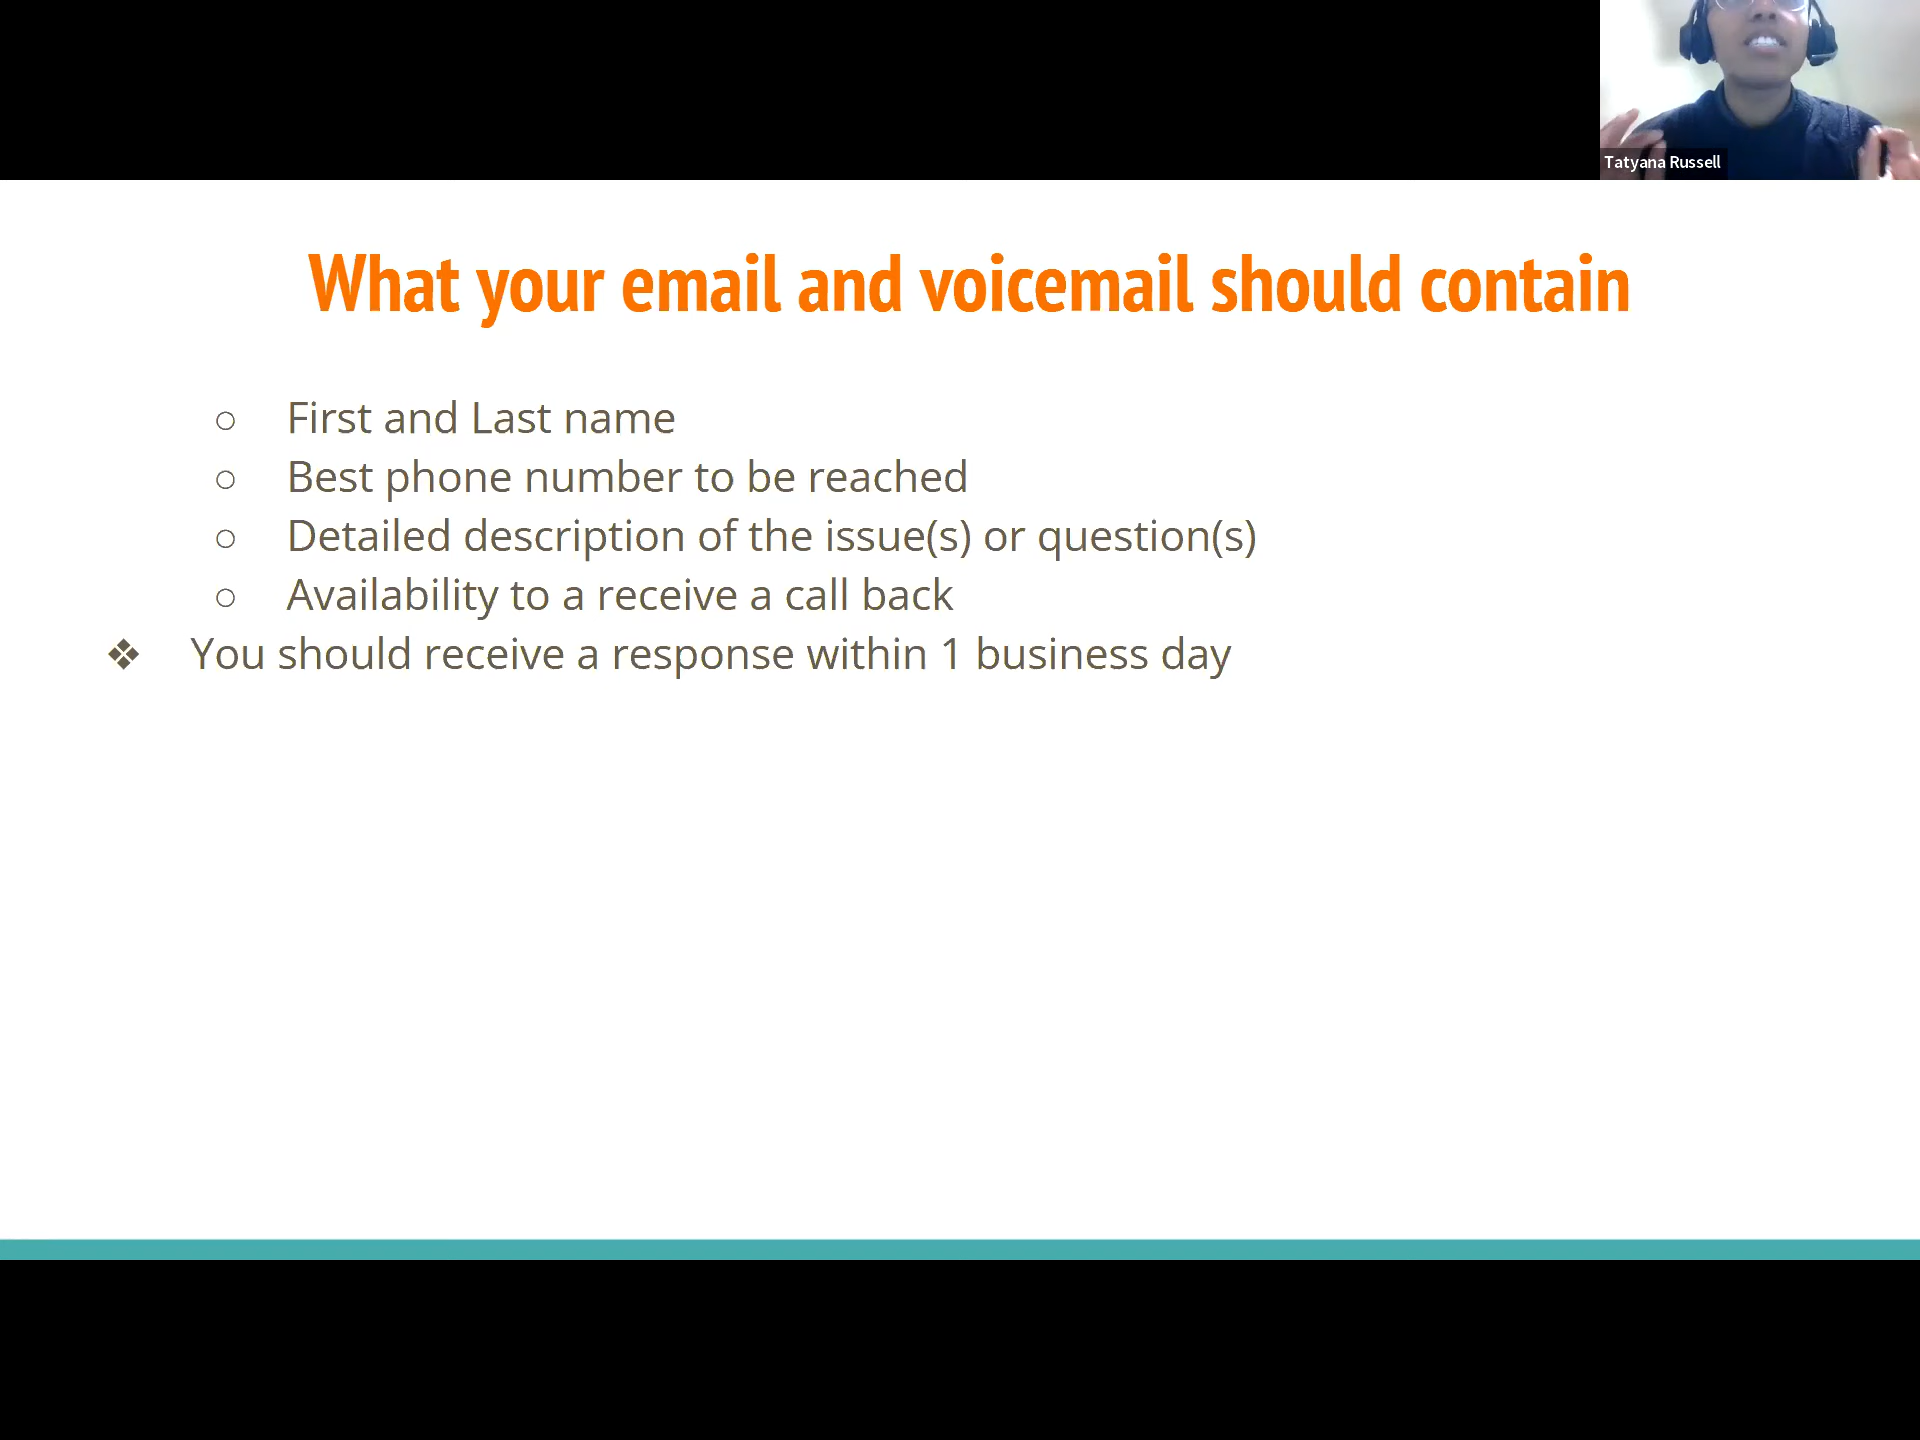 Tatyana Russell
What your email and voicemail should contain
○ First and Last name
○ Best phone number to be reached
○ Detailed description of the issue(s) or question(s)
○ Availability to a receive a call back
❖ You should receive a response within 1 business day